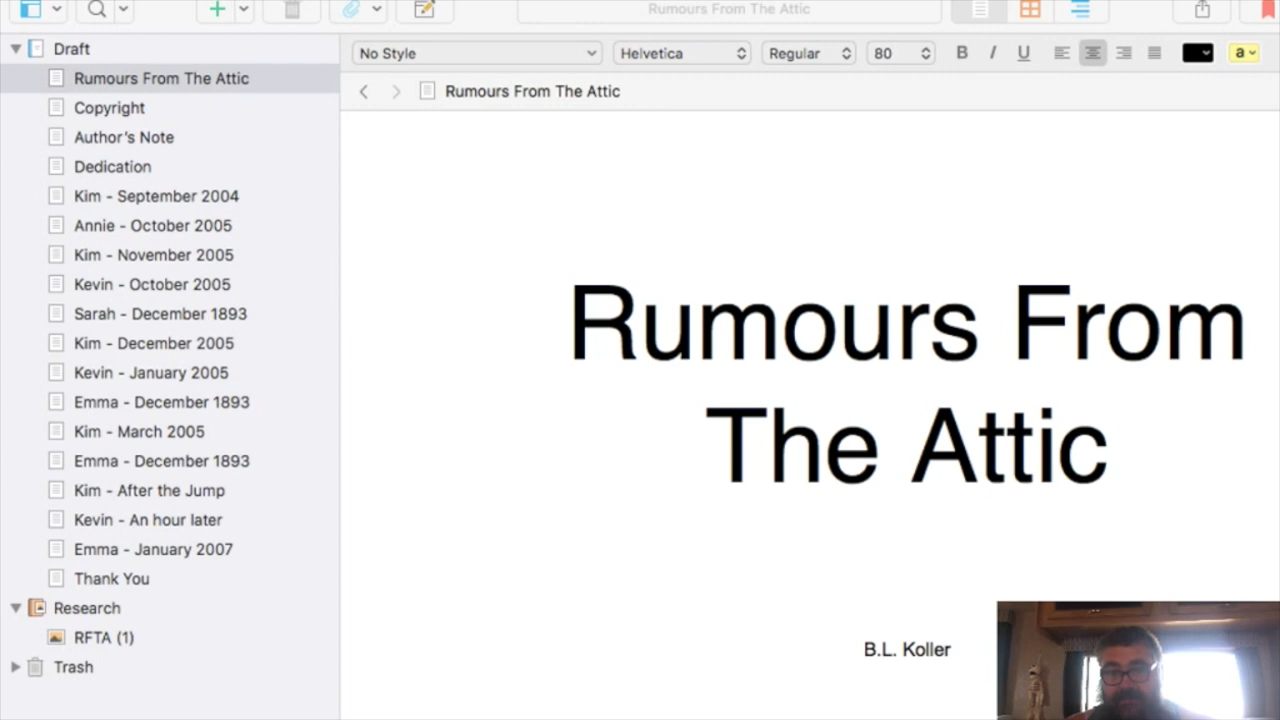 Rumours From The Attic
Draft
No Style
Helvetica
Regular
80
B
I
U
a
Rumours From The Attic
Rumours From The Attic
Copyright
Author's Note
Dedication
Kim - September 2004
Annie - October 2005
Kim - November 2005
Kevin - October 2005
Sarah - December 1893
Kim - December 2005
Kevin - January 2005
Emma - December 1893
Kim - March 2005
Emma - December 1893
Kim - After the Jump
Kevin - An hour later
Emma - January 2007
Thank You
Research
RFTA (1)
Trash
Rumours From
The Attic
B.L. Koller